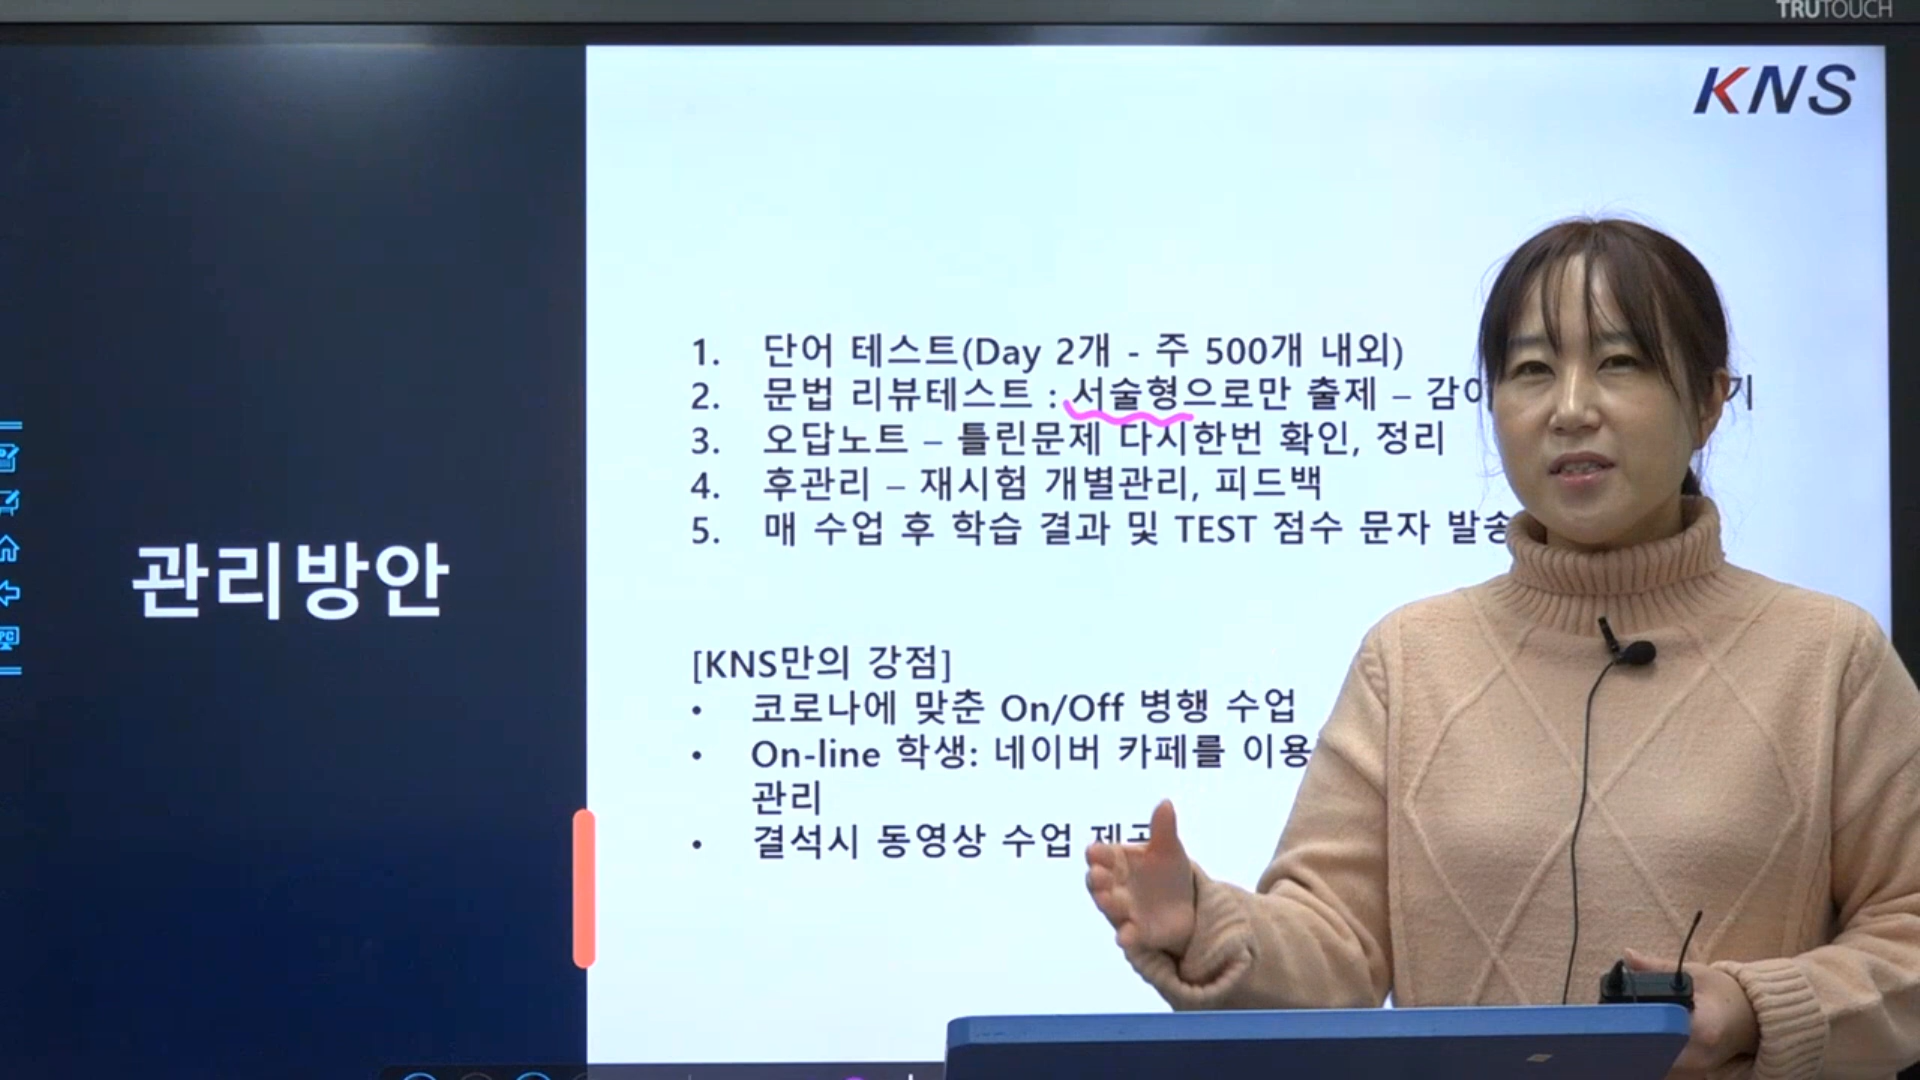 TRUTOUCH
KNS
관리방안
1. 단어 테스트(Day 2개 - 주 500개 내외)
2. 문법 리뷰테스트 : 서술형으로만 출제 –
3. 오답노트 – 틀린문제 다시한번 확인, 정리
4. 후관리 – 재시험 개별관리, 피드백
5. 매 수업 후 학습 결과 및 TEST 점수 문자 발송
[KNS만의 강점]
• 코로나에 맞춘 On/Off 병행 수업
• On-line 학생: 네이버 카페를 이용
관리
• 결석시 동영상 수업
PC